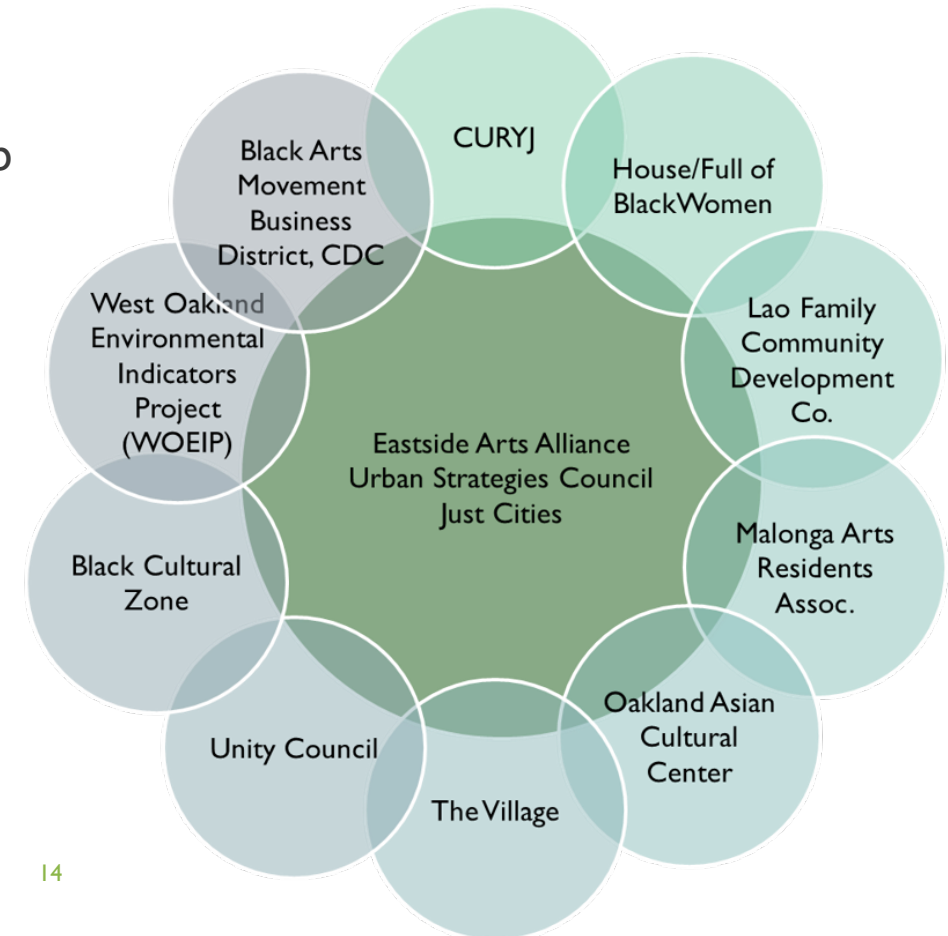 CURYJ
House/Full of
BlackWomen
Lao Family
Community
Development
Co.
Malonga Arts
Residents
Assoc.
Oakland Asian
Cultural
Center
The Village
Unity Council
Black Cultural
Zone
West Oakland
Environmental
Indicators
Project
(WOEIP)
Black Arts
Movement
Business
District, CDC
Eastside Arts Alliance
Urban Strategies Council
Just Cities
14